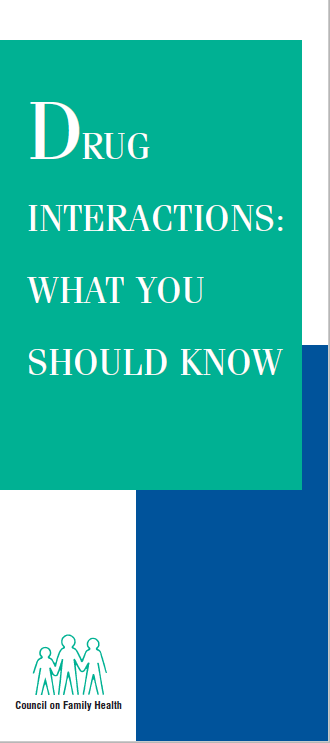 DRUG
INTERACTIONS:
WHAT YOU
SHOULD KNOW
Council on Family Health